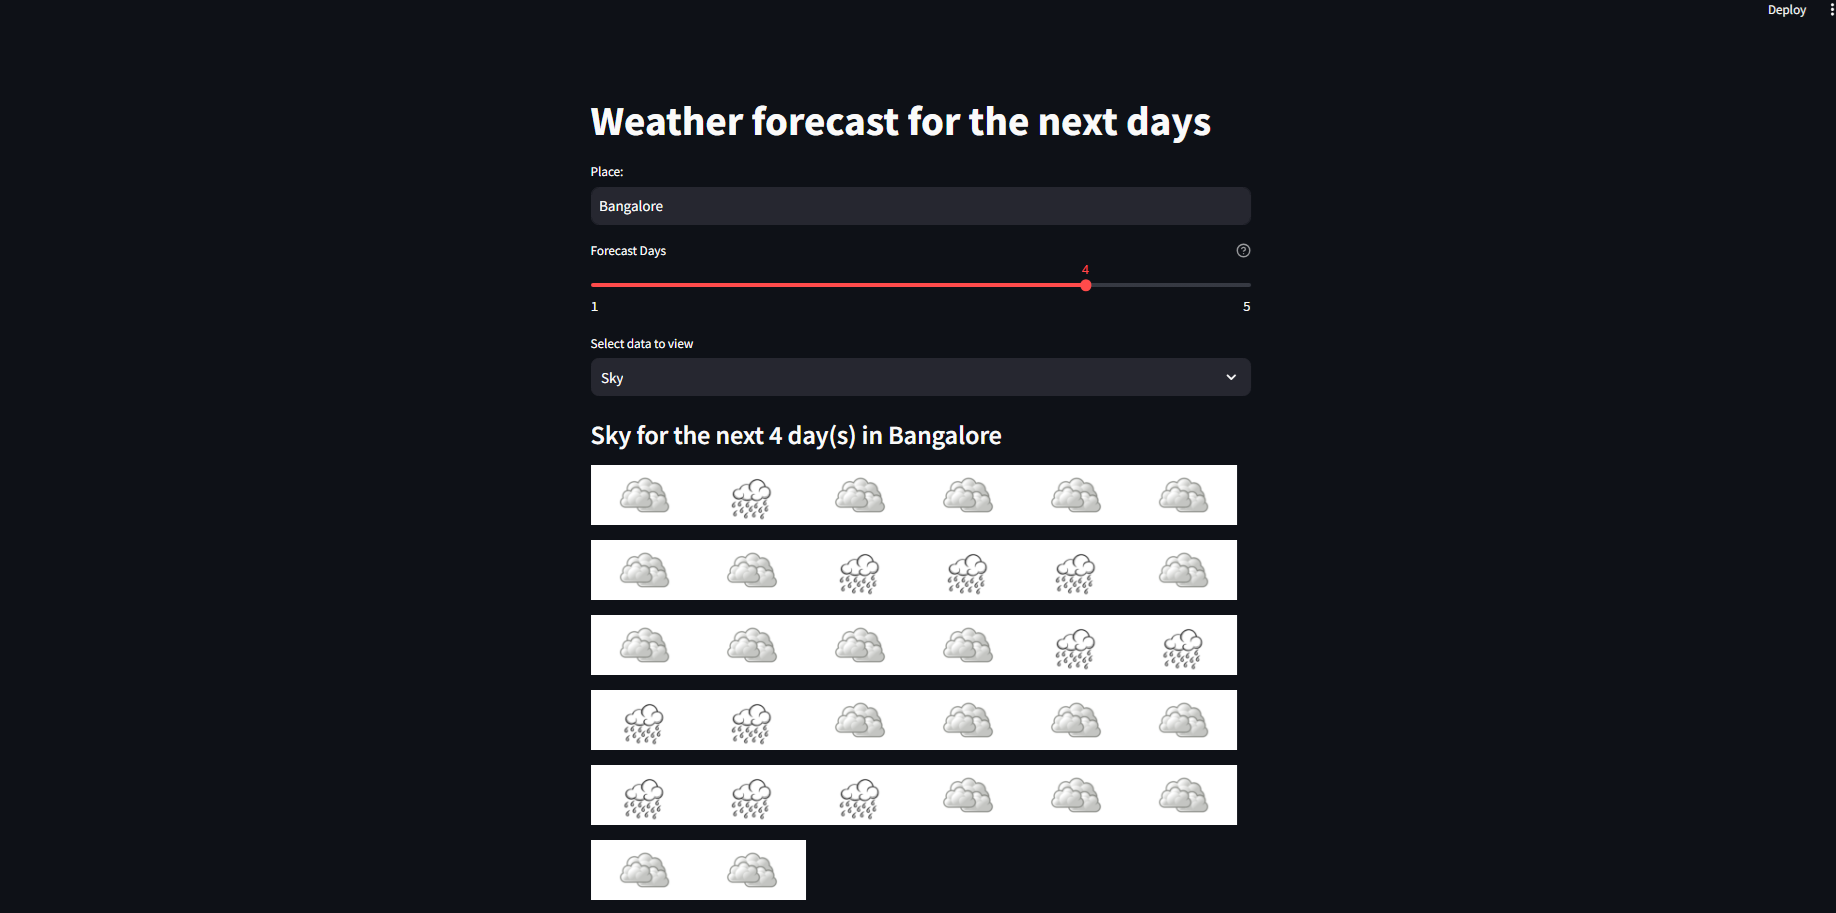 Deploy
Weather forecast for the next days
Place:
Bangalore
Forecast Days
4
1 5
Select data to view
Sky
Sky for the next 4 day(s) in Bangalore